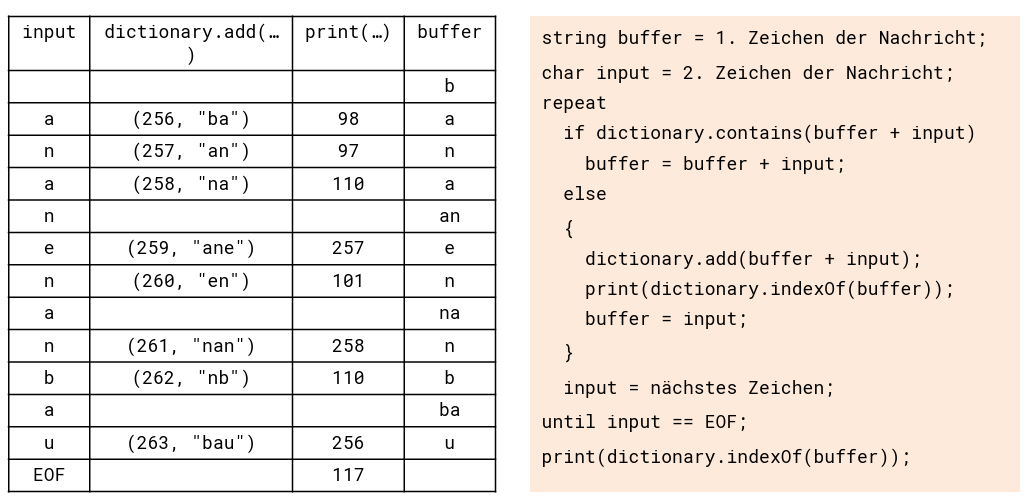 input dictionary.add(… print(…) buffer
)
b
a (256, "ba") 98 a
n (257, "an") 97 n
a (258, "na") 110 a
n an
e (259, "ane") 257 e
n (260, "en") 101 n
a na
n (261, "nan") 258 n
b (262, "nb") 110 b
a ba
u (263, "bau") 256 u
EOF 117
string buffer = 1. Zeichen der Nachricht;
char input = 2. Zeichen der Nachricht;
repeat
if dictionary.contains(buffer + input)
buffer = buffer + input;
else
{
dictionary.add(buffer + input);
print(dictionary.indexOf(buffer));
buffer = input;
}
input = nächstes Zeichen;
until input == EOF;
print(dictionary.indexOf(buffer));